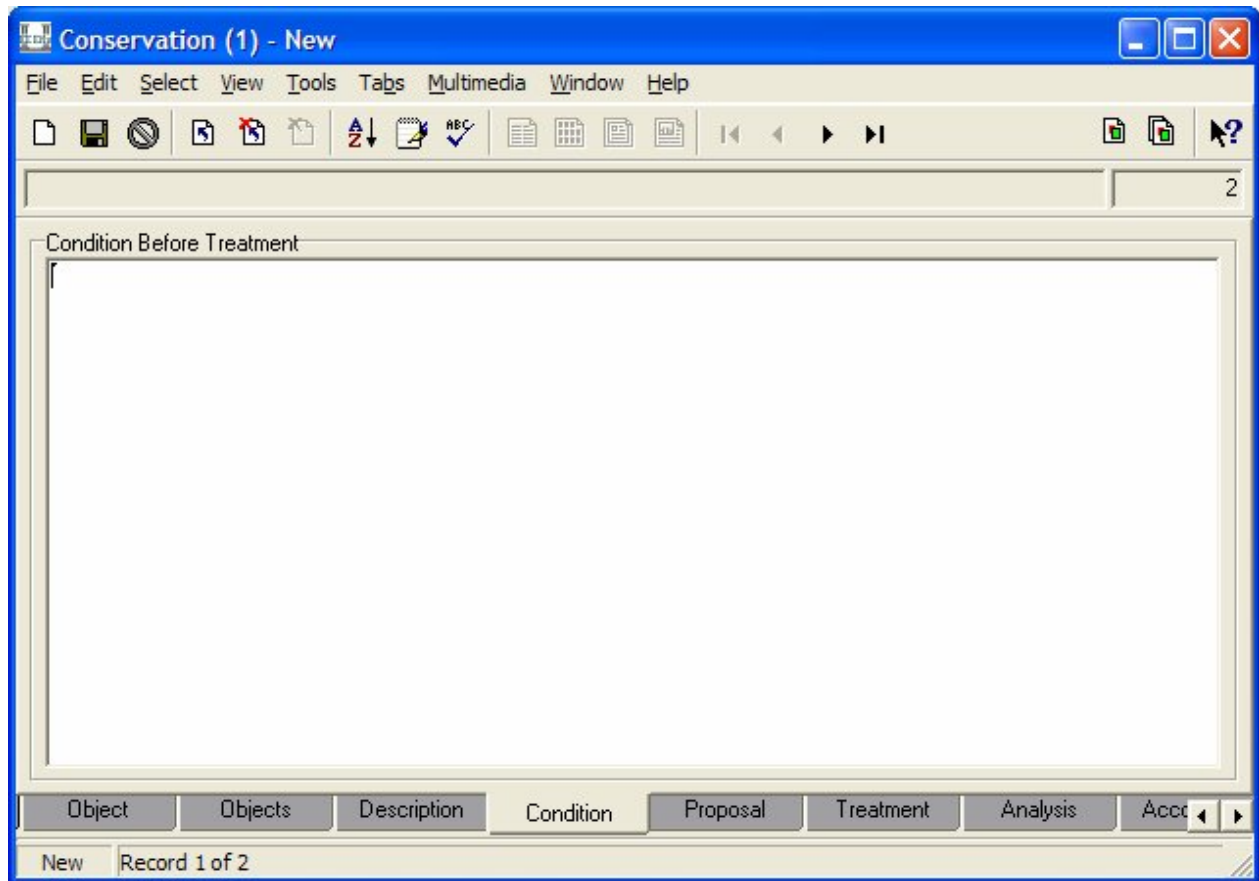 Conservation (1) - New
File Edit Select View Tools Tabs Multimedia Window Help
2
Condition Before Treatment
Object Objects Description Condition Proposal Treatment Analysis Acco
New Record 1 of 2